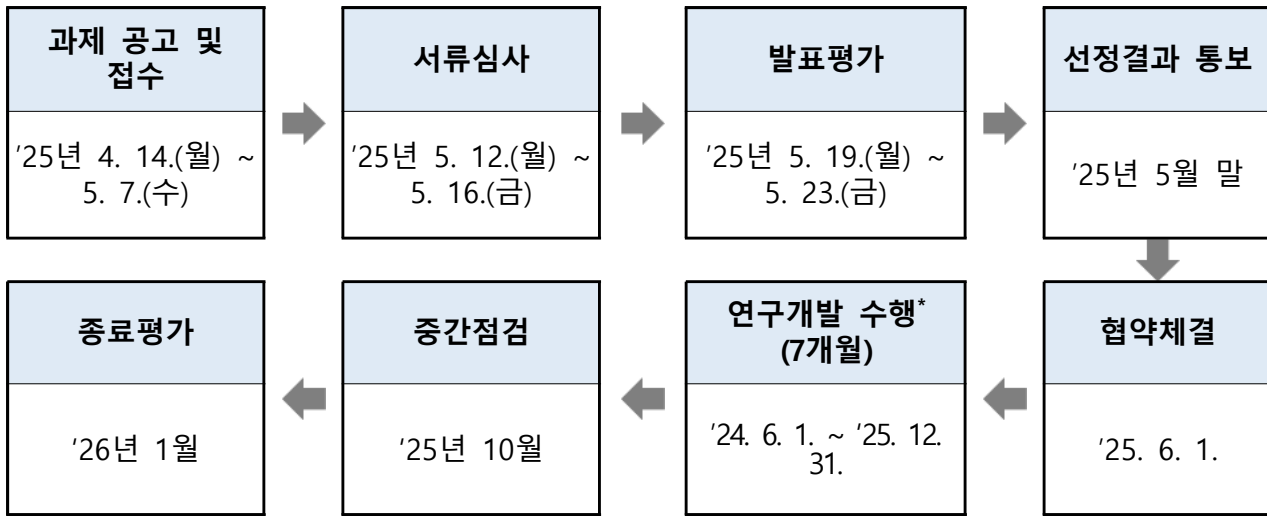 과제 공고 및
접수
'25년 4. 14.(월) ~
5. 7.(수)
서류심사
'25년 5. 12.(월) ~
5. 16.(금)
발표평가
'25년 5. 19.(월) ~
5. 23.(금)
선정결과 통보
'25년 5월 말
협약체결
'25. 6. 1.
연구개발 수행*
(7개월)
'24. 6. 1. ~ '25. 12.
31.
중간점검
'25년 10월
종료평가
'26년 1월